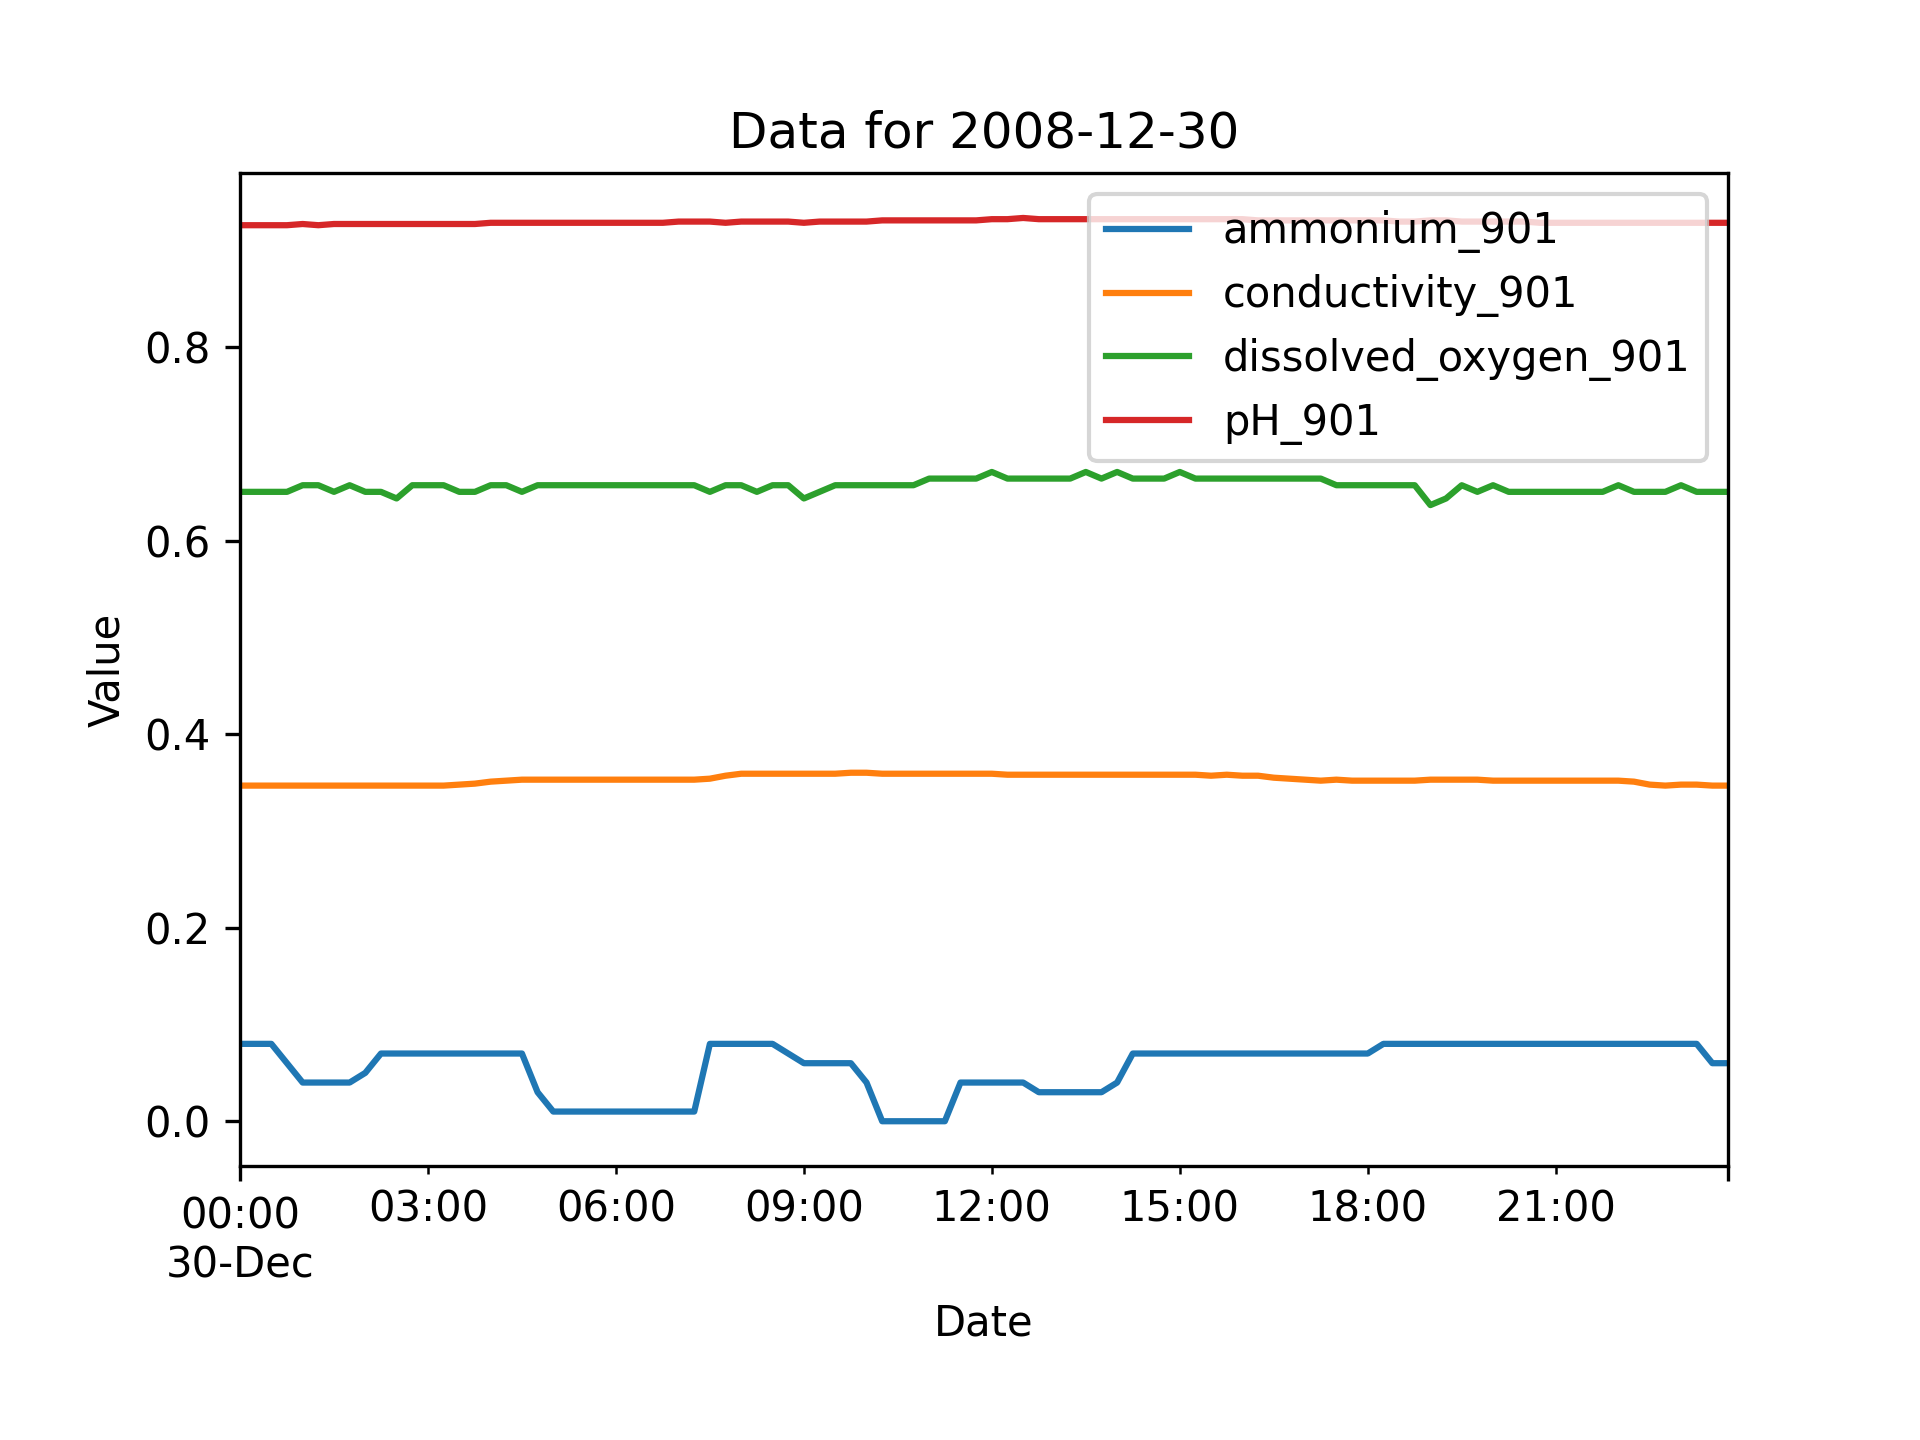 Data for 2008-12-30
ammonium_901
conductivity_901
dissolved_oxygen_901
pH_901
Value
0.8
0.6
0.4
0.2
0.0
00:00 03:00 06:00 09:00 12:00 15:00 18:00 21:00
30-Dec
Date